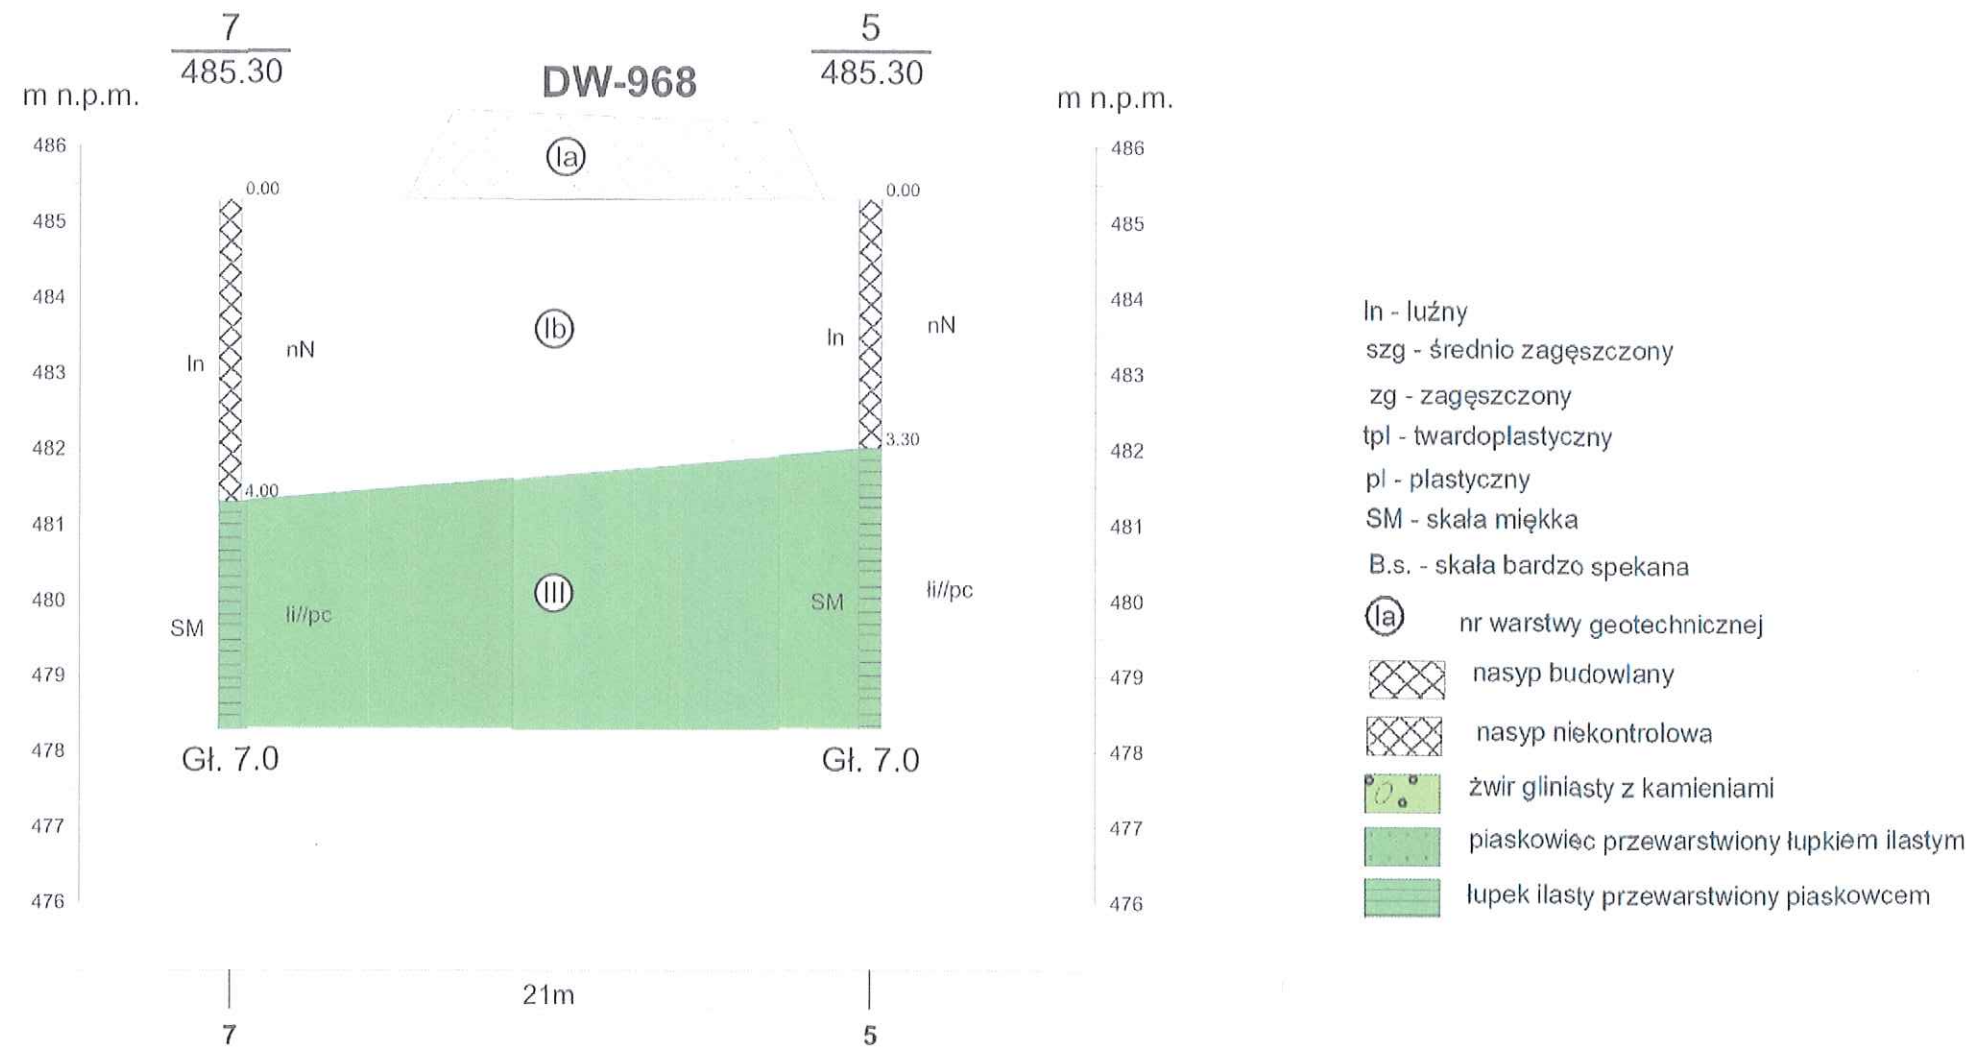 7
485.30
DW-968
5
485.30
m n.p.m.
m n.p.m.
486
485
484
483
482
481
480
479
478
477
476
0.00
4.00
ln
nN
SM
łi//pc
Gł. 7.0
Ia
Ib
III
0.00
3.30
ln
nN
SM
łi//pc
Gł. 7.0
486
485
484
483
482
481
480
479
478
477
476
21m
7
5
ln - luźny
szg - średnio zagęszczony
zg - zagęszczony
tpl - twardoplastyczny
pl - plastyczny
SM - skała miękka
B.s. - skała bardzo spekana
Ia nr warstwy geotechnicznej
nasyp budowlany
nasyp niekontrolowa
żwir gliniasty z kamieniami
piaskowiec przewarstwiony łupkiem ilastym
łupek ilasty przewarstwiony piaskowcem